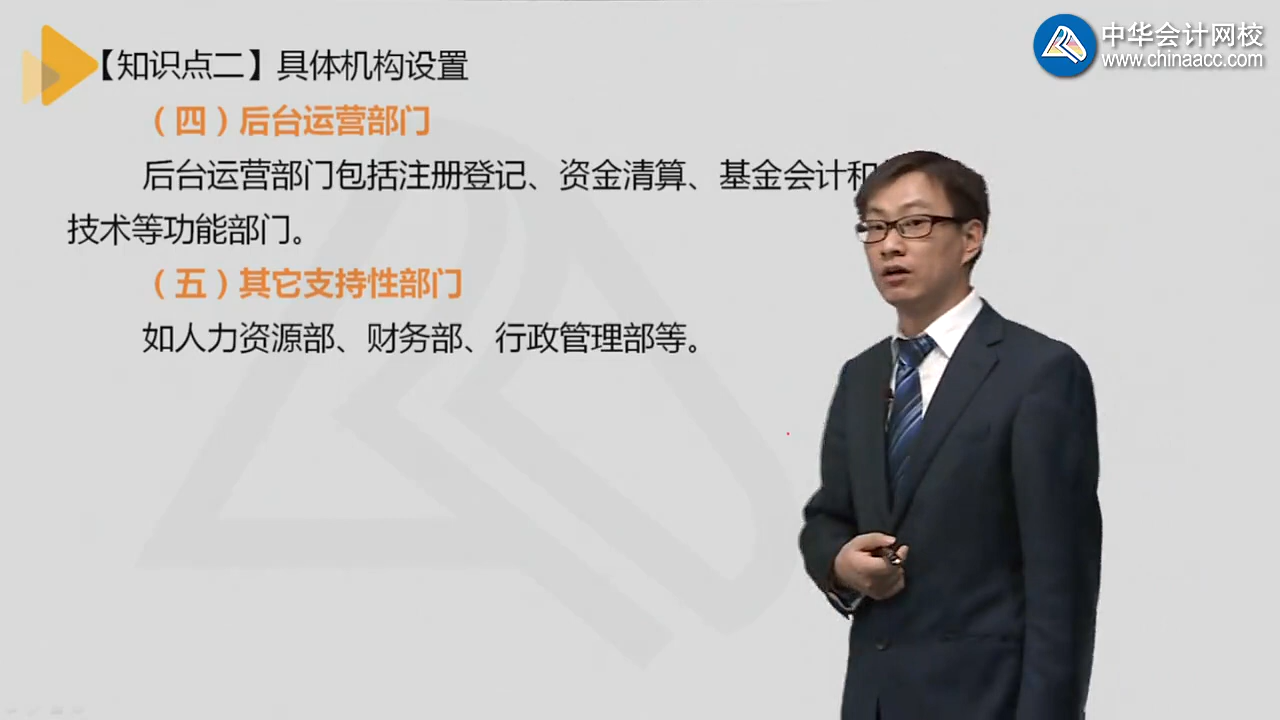 中华会计网校
www.chinaacc.com
【知识点二】具体机构设置
（四）后台运营部门
后台运营部门包括注册登记、资金清算、基金会计和
技术等功能部门。
（五）其它支持性部门
如人力资源部、财务部、行政管理部等。